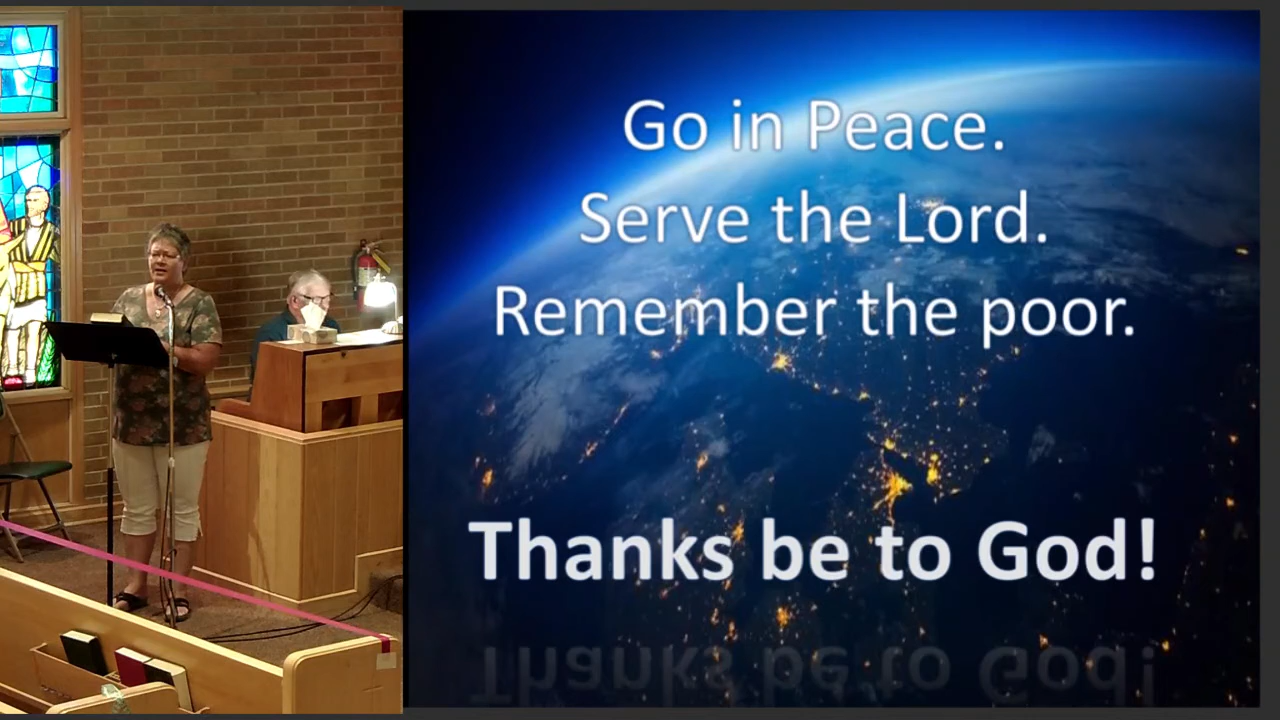 Go in Peace.
Serve the Lord.
Remember the poor.
Thanks be to God!